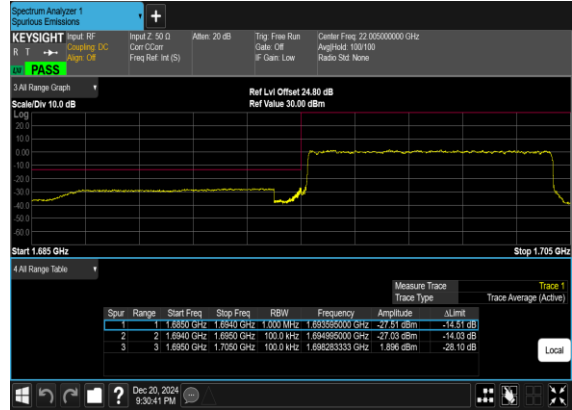 Spectrum Analyzer 1
Spurious Emissions
+
KEYSIGHT Input: RF Input Z: 50 Ω Atten: 20 dB Trig: Free Run Center Freq: 22.005000000 GHz
R T Coupling: DC Corr CCorr Gate: Off Avg|Hold: 100/100
Align: Off Freq Ref: Int (S) IF Gain: Low Radio Std: None
LW PASS
3 All Range Graph Ref Lvl Offset 24.80 dB
Scale/Div 10.0 dB Ref Value 30.00 dBm
Log
20.0
10.0
0.00
-10.0
-20.0
-30.0
-40.0
-50.0
-60.0
Start 1.685 GHz Stop 1.705 GHz
4 All Range Table
Measure Trace Trace 1
Trace Type Trace Average (Active)
Spur Range Start Freq Stop Freq RBW Frequency Amplitude ΔLimit
1 1 1.6850 GHz 1.6940 GHz 1.000 MHz 1.693595000 GHz -27.51 dBm -14.51 dB
2 2 1.6940 GHz 1.6950 GHz 100.0 kHz 1.694995000 GHz -27.03 dBm -14.03 dB
3 3 1.6950 GHz 1.7050 GHz 100.0 kHz 1.698283333 GHz 1.896 dBm -28.10 dB
Local
? Dec 20, 2024
9:30:41 PM